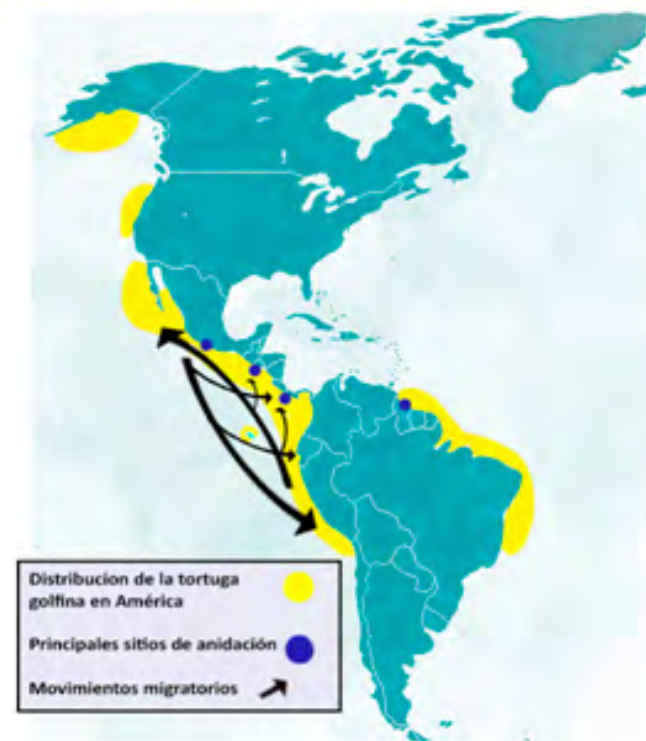 Distribucion de la tortuga
golfina en América
Principales sitios de anidación
Movimientos migratorios